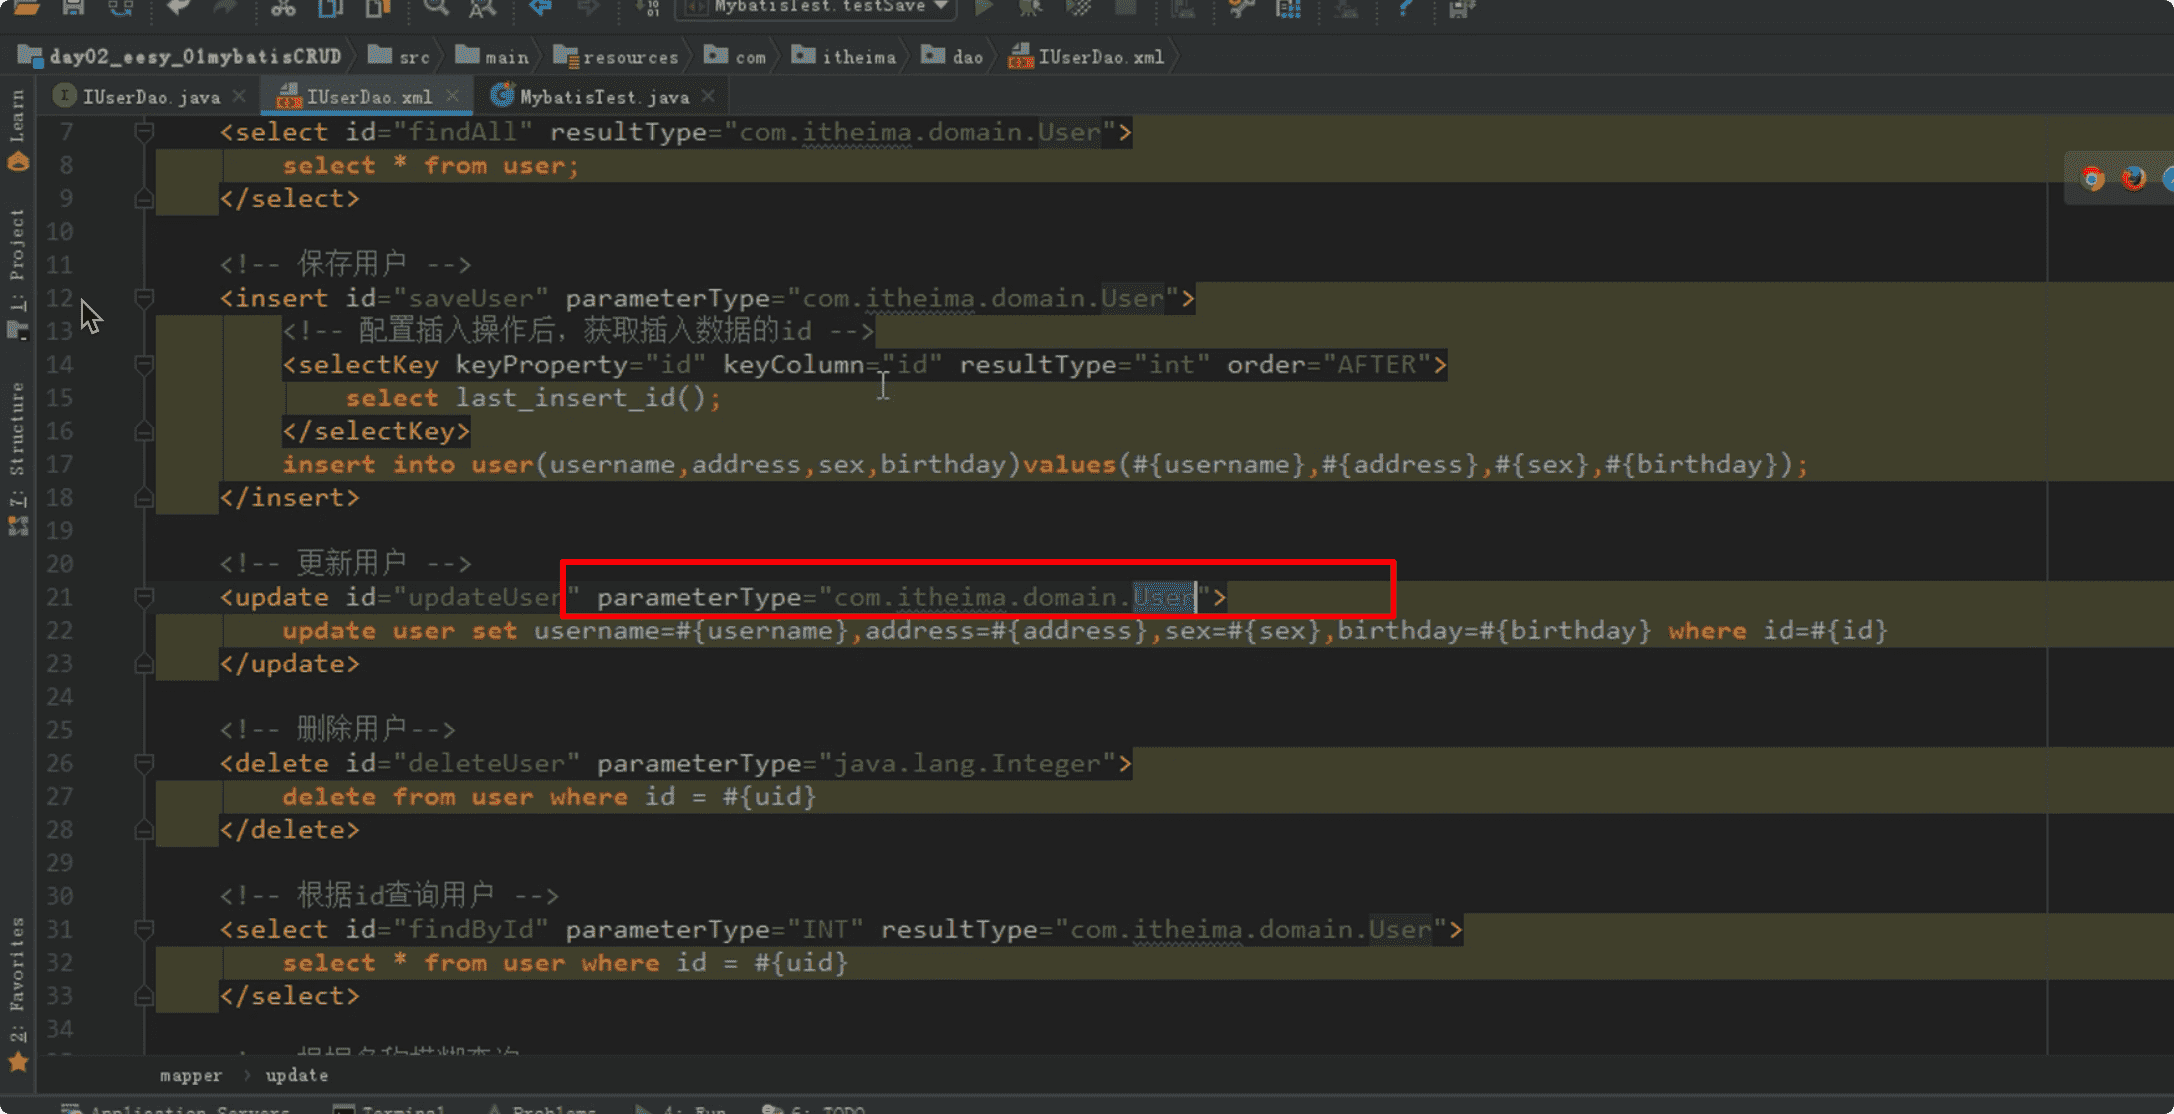 MybatisTest.testSave
day02_eesy_01mybatisCRUD src main resources com itheima dao IUserDao.xml
IUserDao.java IUserDao.xml MybatisTest.java
Learn
1: Project
7: Structure
2: Favorites
7 <select id="findAll" resultType="com.itheima.domain.User">
8 select * from user;
9 </select>
10
11 <!-- 保存用户 -->
12 <insert id="saveUser" parameterType="com.itheima.domain.User">
13 <!-- 配置插入操作后，获取插入数据的id -->
14 <selectKey keyProperty="id" keyColumn="id" resultType="int" order="AFTER">
15 select last_insert_id();
16 </selectKey>
17 insert into user(username,address,sex,birthday)values(#{username},#{address},#{sex},#{birthday});
18 </insert>
19
20 <!-- 更新用户 -->
21 <update id="updateUser" parameterType="com.itheima.domain.User">
22 update user set username=#{username},address=#{address},sex=#{sex},birthday=#{birthday} where id=#{id}
23 </update>
24
25 <!-- 删除用户-->
26 <delete id="deleteUser" parameterType="java.lang.Integer">
27 delete from user where id = #{uid}
28 </delete>
29
30 <!-- 根据id查询用户 -->
31 <select id="findById" parameterType="INT" resultType="com.itheima.domain.User">
32 select * from user where id = #{uid}
33 </select>
34
mapper › update
Application Servers Terminal Problems 4: Run 6: TODO